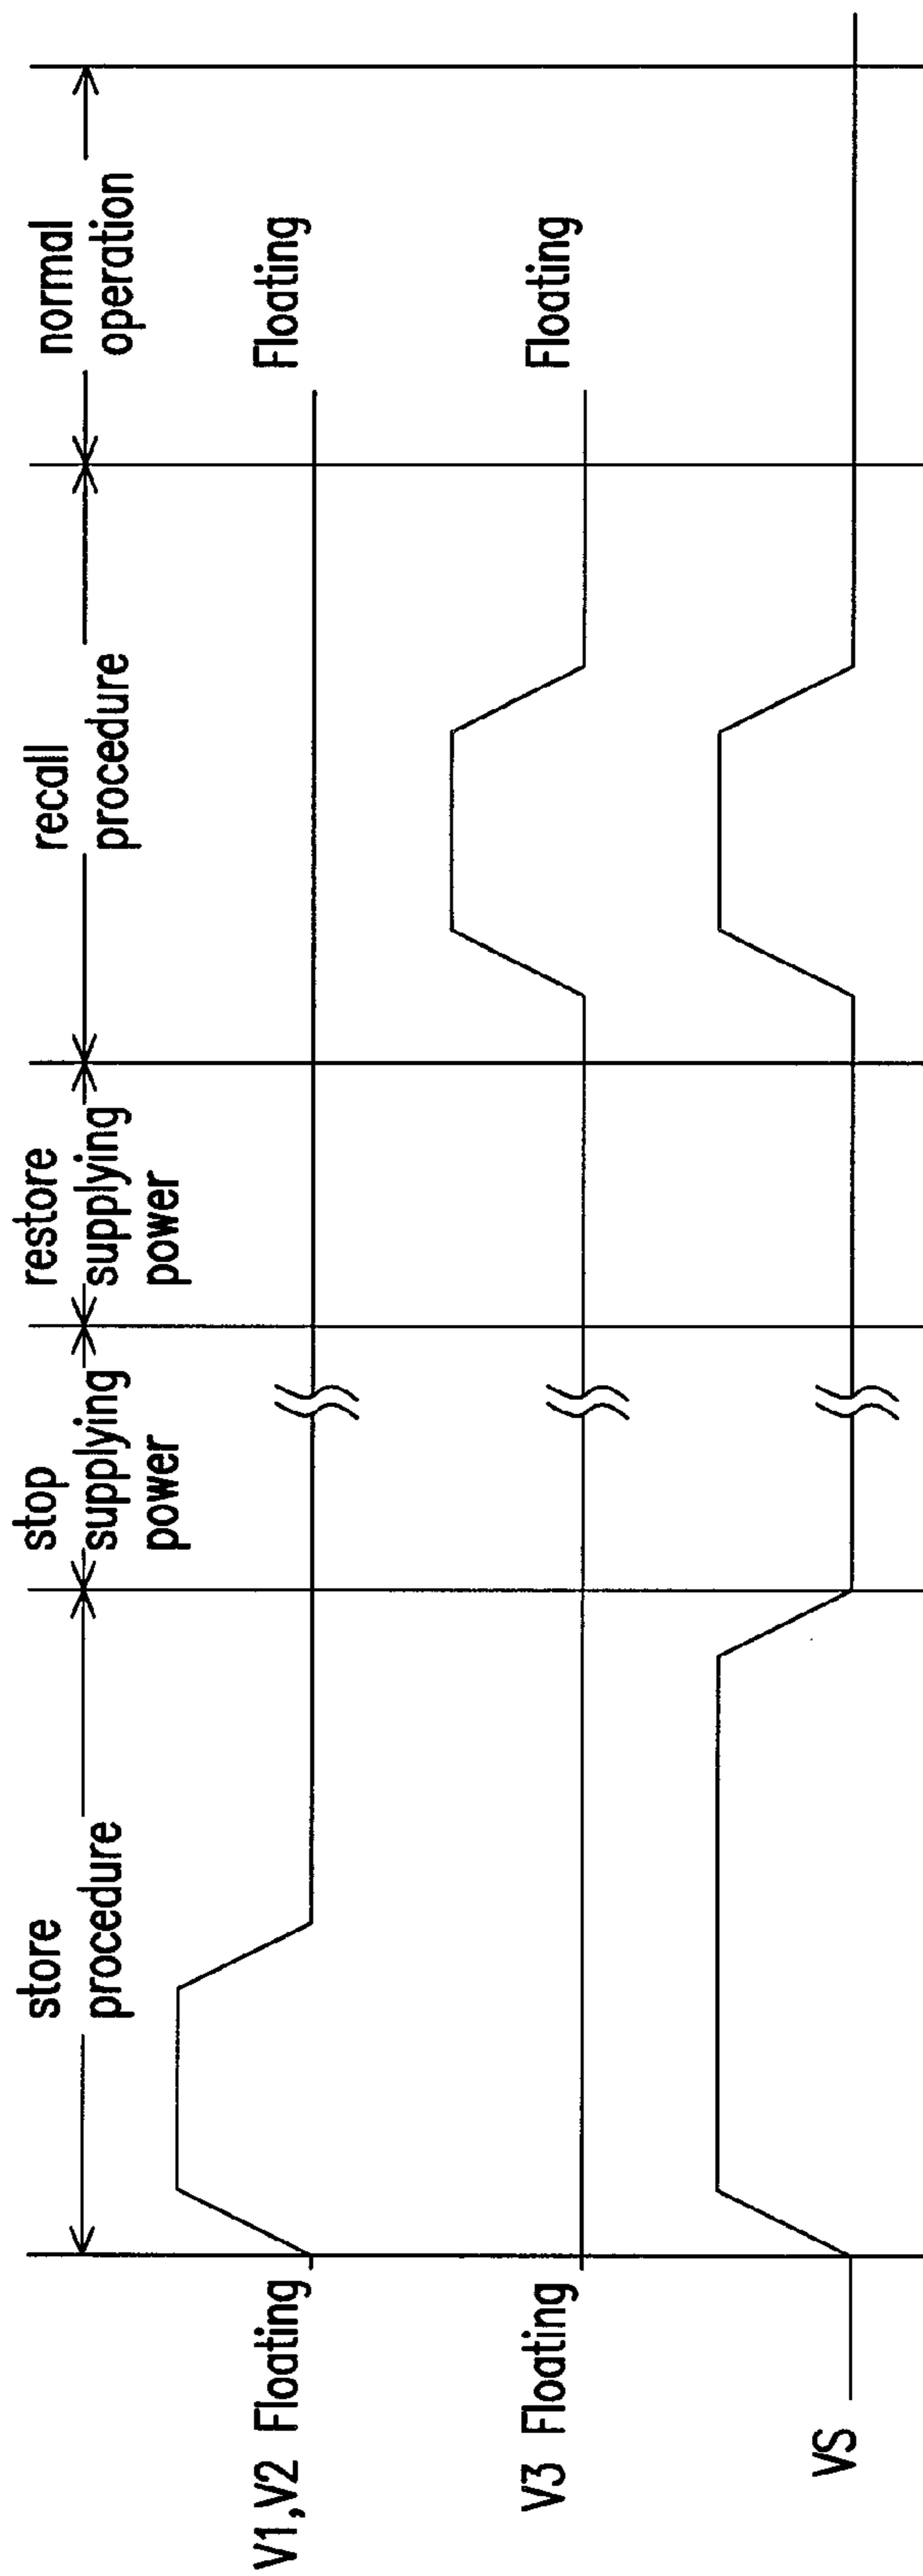 store
procedure
stop
supplying
power
restore
supplying
power
recall
procedure
normal
operation
V1,V2 Floating
Floating
V3 Floating
Floating
VS